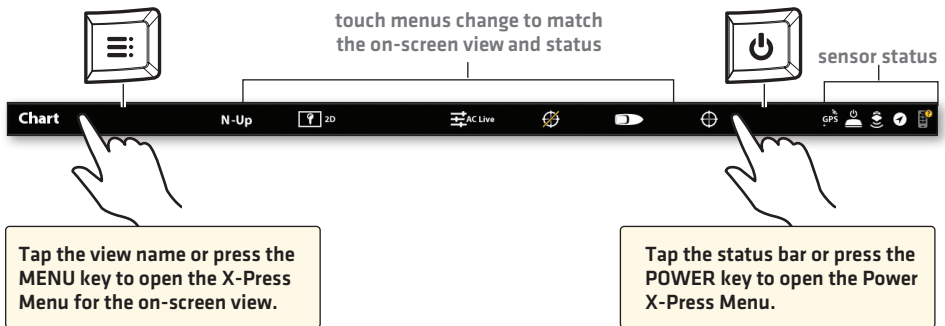 touch menus change to match
the on-screen view and status
sensor status
Chart N-Up 2D AC Live GPS
Tap the view name or press the
MENU key to open the X-Press
Menu for the on-screen view.
Tap the status bar or press the
POWER key to open the Power
X-Press Menu.